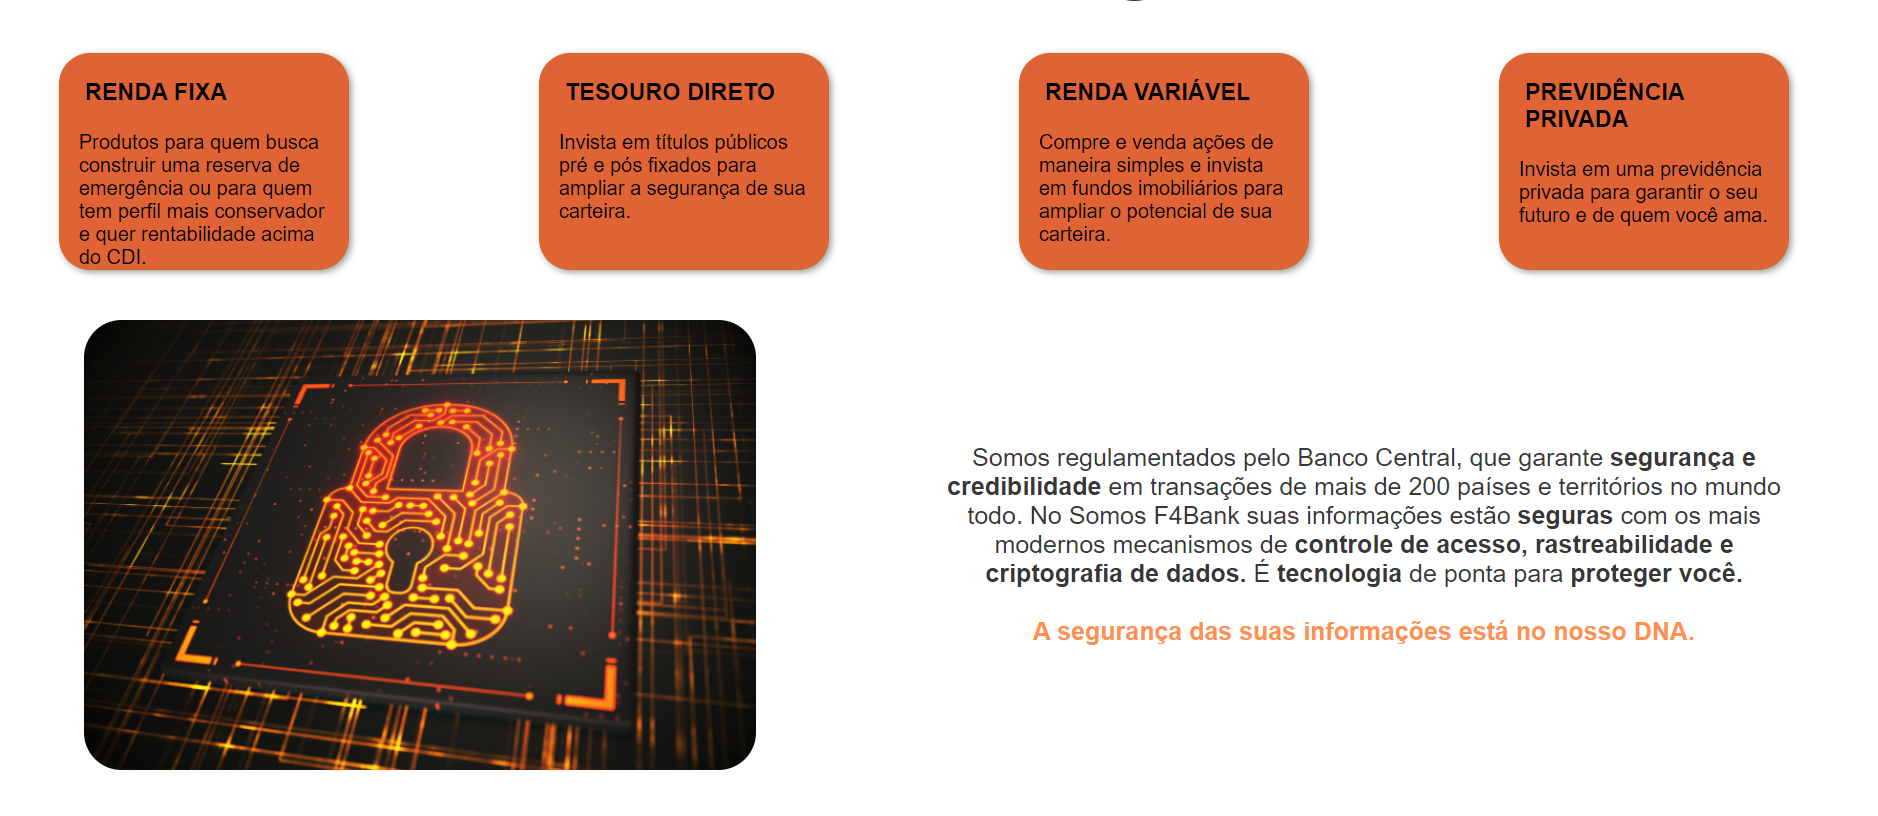 RENDA FIXA
Produtos para quem busca
construir uma reserva de
emergência ou para quem
tem perfil mais conservador
e quer rentabilidade acima
do CDI.
TESOURO DIRETO
Invista em títulos públicos
pré e pós fixados para
ampliar a segurança de sua
carteira.
RENDA VARIÁVEL
Compre e venda ações de
maneira simples e invista
em fundos imobiliários para
ampliar o potencial de sua
carteira.
PREVIDÊNCIA
PRIVADA
Invista em uma previdência
privada para garantir o seu
futuro e de quem você ama.
Somos regulamentados pelo Banco Central, que garante segurança e
credibilidade em transações de mais de 200 países e territórios no mundo
todo. No Somos F4Bank suas informações estão seguras com os mais
modernos mecanismos de controle de acesso, rastreabilidade e
criptografia de dados. É tecnologia de ponta para proteger você.
A segurança das suas informações está no nosso DNA.